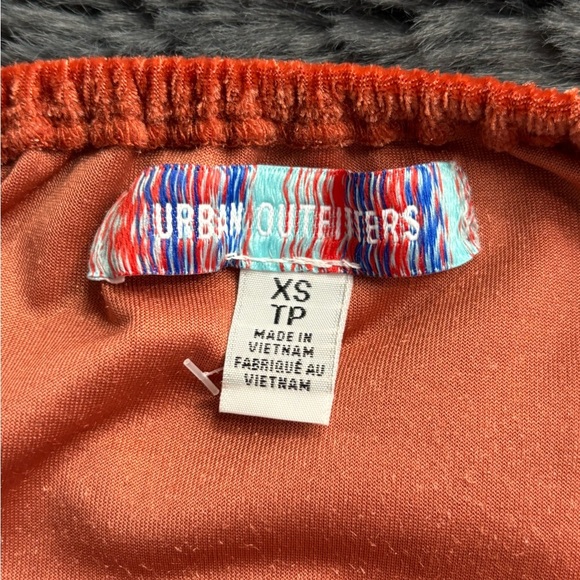 URBAN OUTFITTERS
XS
TP
MADE IN
VIETNAM
FABRIQUÉ AU
VIETNAM